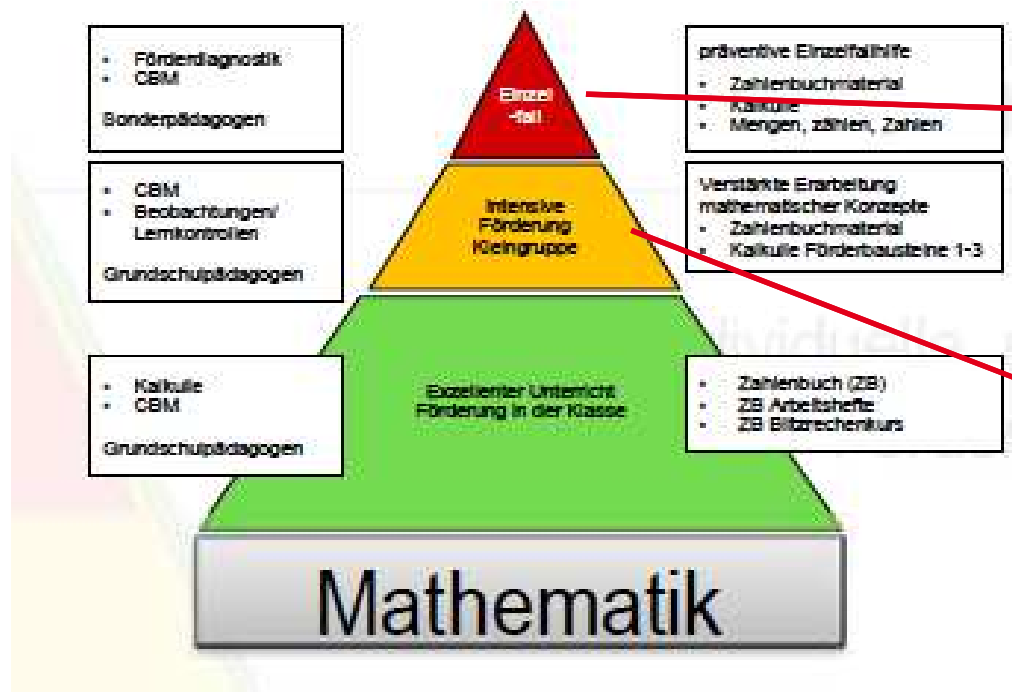 • Förderdiagnostik
• CBM
Sonderpädagogen
Einzel
-fall
präventive Einzelfallhilfe
• Zahlenbuchmaterial
• Kalkulie
• Mengen, zählen, Zahlen
• CBM
• Beobachtungen/
Lernkontrollen
Grundschulpädagogen
Intensive
Förderung
Kleingruppe
Verstärkte Erarbeitung
mathematischer Konzepte
• Zahlenbuchmaterial
• Kalkulie Förderbausteine 1-3
• Kalkulie
• CBM
Grundschulpädagogen
Exzellenter Unterricht
Förderung in der Klasse
• Zahlenbuch (ZB)
• ZB Arbeitshefte
• ZB Blitzrechenkurs
Mathematik